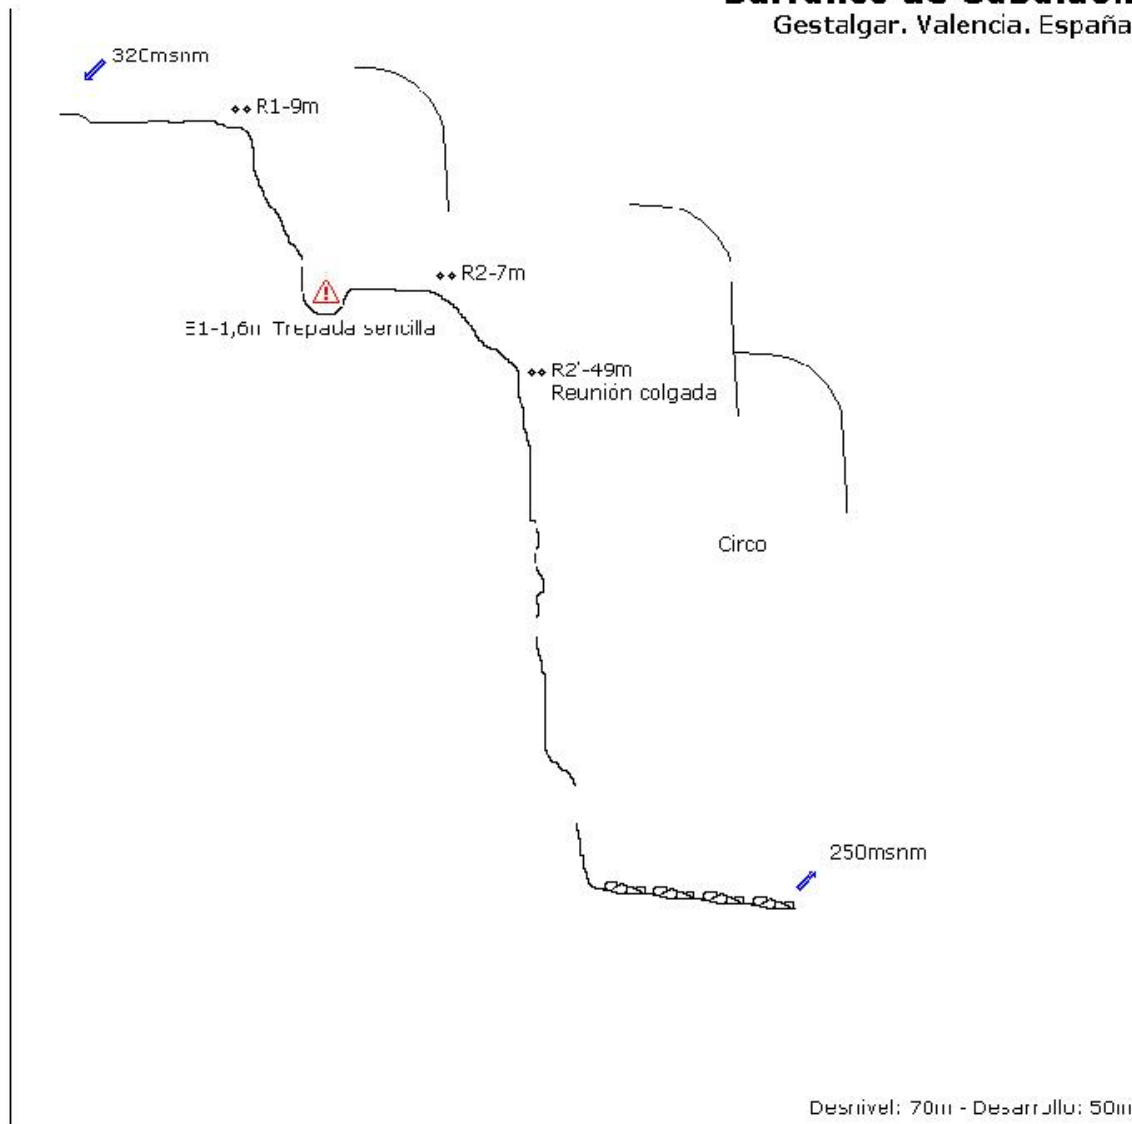 Gestalgar. Valencia. España
320msnm
R1-9m
R2-7m
E1-1,6m Trepada sencilla
R2'-49m
Reunión colgada
Circo
250msnm
Desnivel: 70m - Desarrollo: 50m